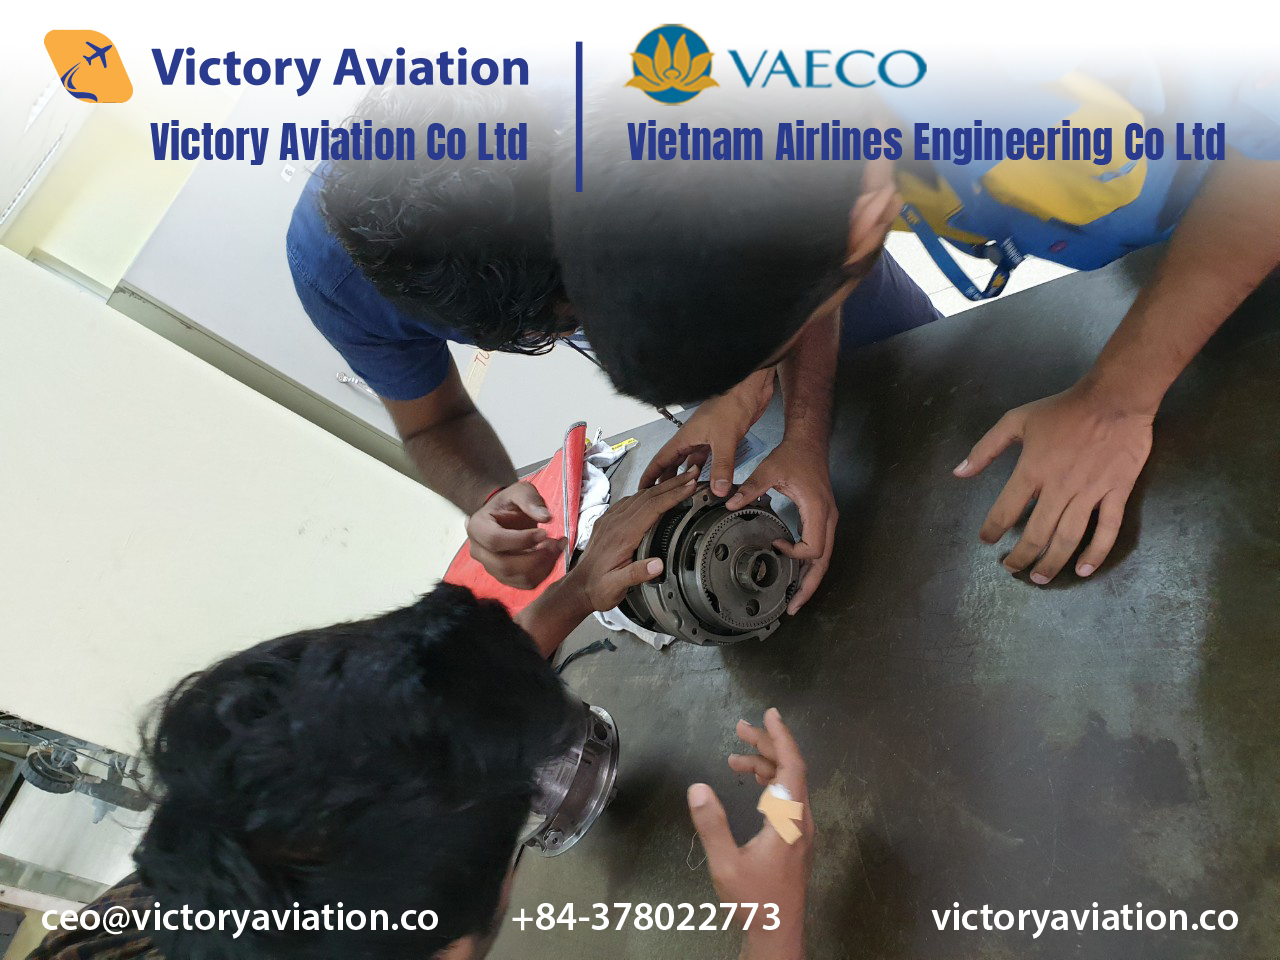 Victory Aviation
Victory Aviation Co Ltd
VAECO
Vietnam Airlines Engineering Co Ltd
ceo@victoryaviation.co
+84-378022773
victoryaviation.co